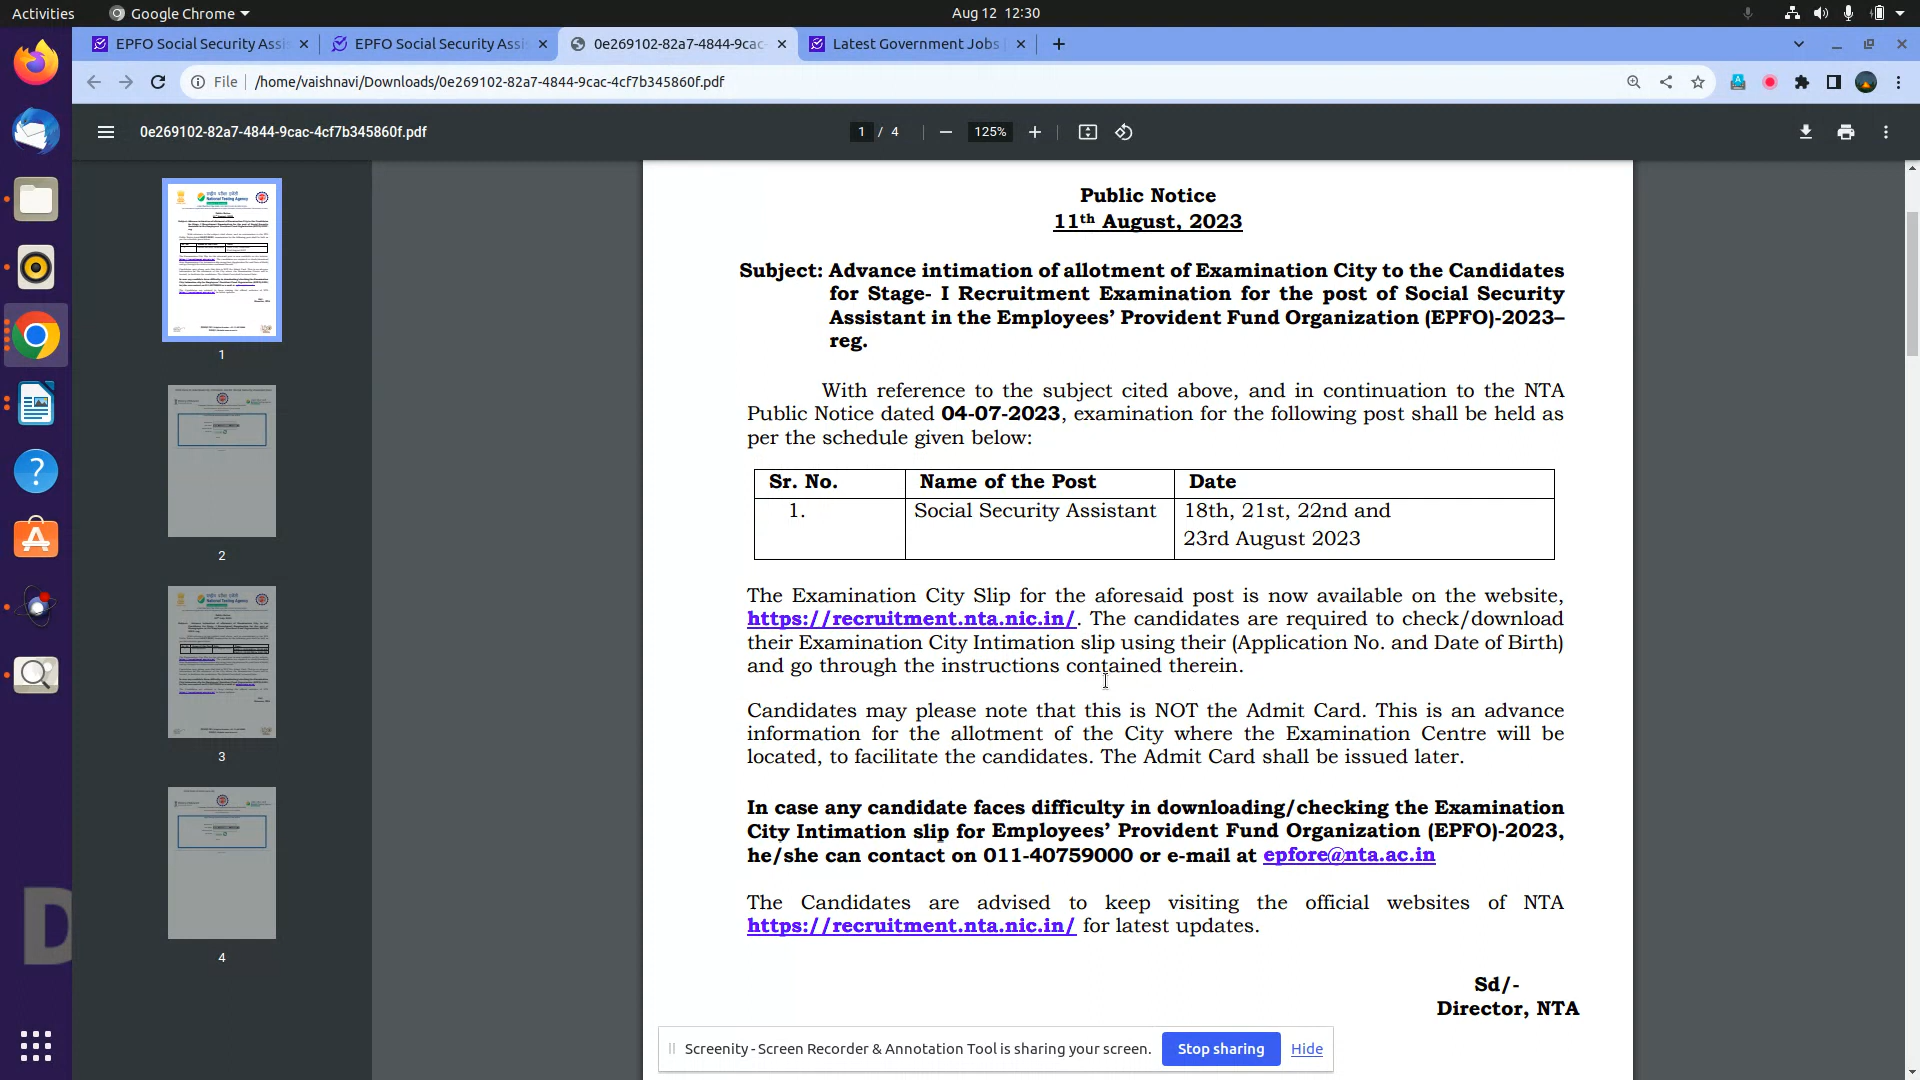 Activities
Google Chrome
Aug 12 12:30
EPFO Social Security Assi
EPFO Social Security Assi
0e269102-82a7-4844-9cac-
Latest Government Jobs
File
/home/vaishnavi/Downloads/0e269102-82a7-4844-9cac-4cf7b345860f.pdf
0e269102-82a7-4844-9cac-4cf7b345860f.pdf
1 / 4
125%
Public Notice
11th August, 2023
Subject: Advance intimation of allotment of Examination City to the Candidates
for Stage- I Recruitment Examination for the post of Social Security
Assistant in the Employees’ Provident Fund Organization (EPFO)-2023–
reg.
With reference to the subject cited above, and in continuation to the NTA
Public Notice dated 04-07-2023, examination for the following post shall be held as
per the schedule given below:
Sr. No. Name of the Post Date
1. Social Security Assistant 18th, 21st, 22nd and
23rd August 2023
The Examination City Slip for the aforesaid post is now available on the website,
https://recruitment.nta.nic.in/. The candidates are required to check/download
their Examination City Intimation slip using their (Application No. and Date of Birth)
and go through the instructions contained therein.
Candidates may please note that this is NOT the Admit Card. This is an advance
information for the allotment of the City where the Examination Centre will be
located, to facilitate the candidates. The Admit Card shall be issued later.
In case any candidate faces difficulty in downloading/checking the Examination
City Intimation slip for Employees’ Provident Fund Organization (EPFO)-2023,
he/she can contact on 011-40759000 or e-mail at epfore@nta.ac.in
The Candidates are advised to keep visiting the official websites of NTA
https://recruitment.nta.nic.in/ for latest updates.
Sd/-
Director, NTA
1
2
3
4
Screenity - Screen Recorder & Annotation Tool is sharing your screen.
Stop sharing
Hide